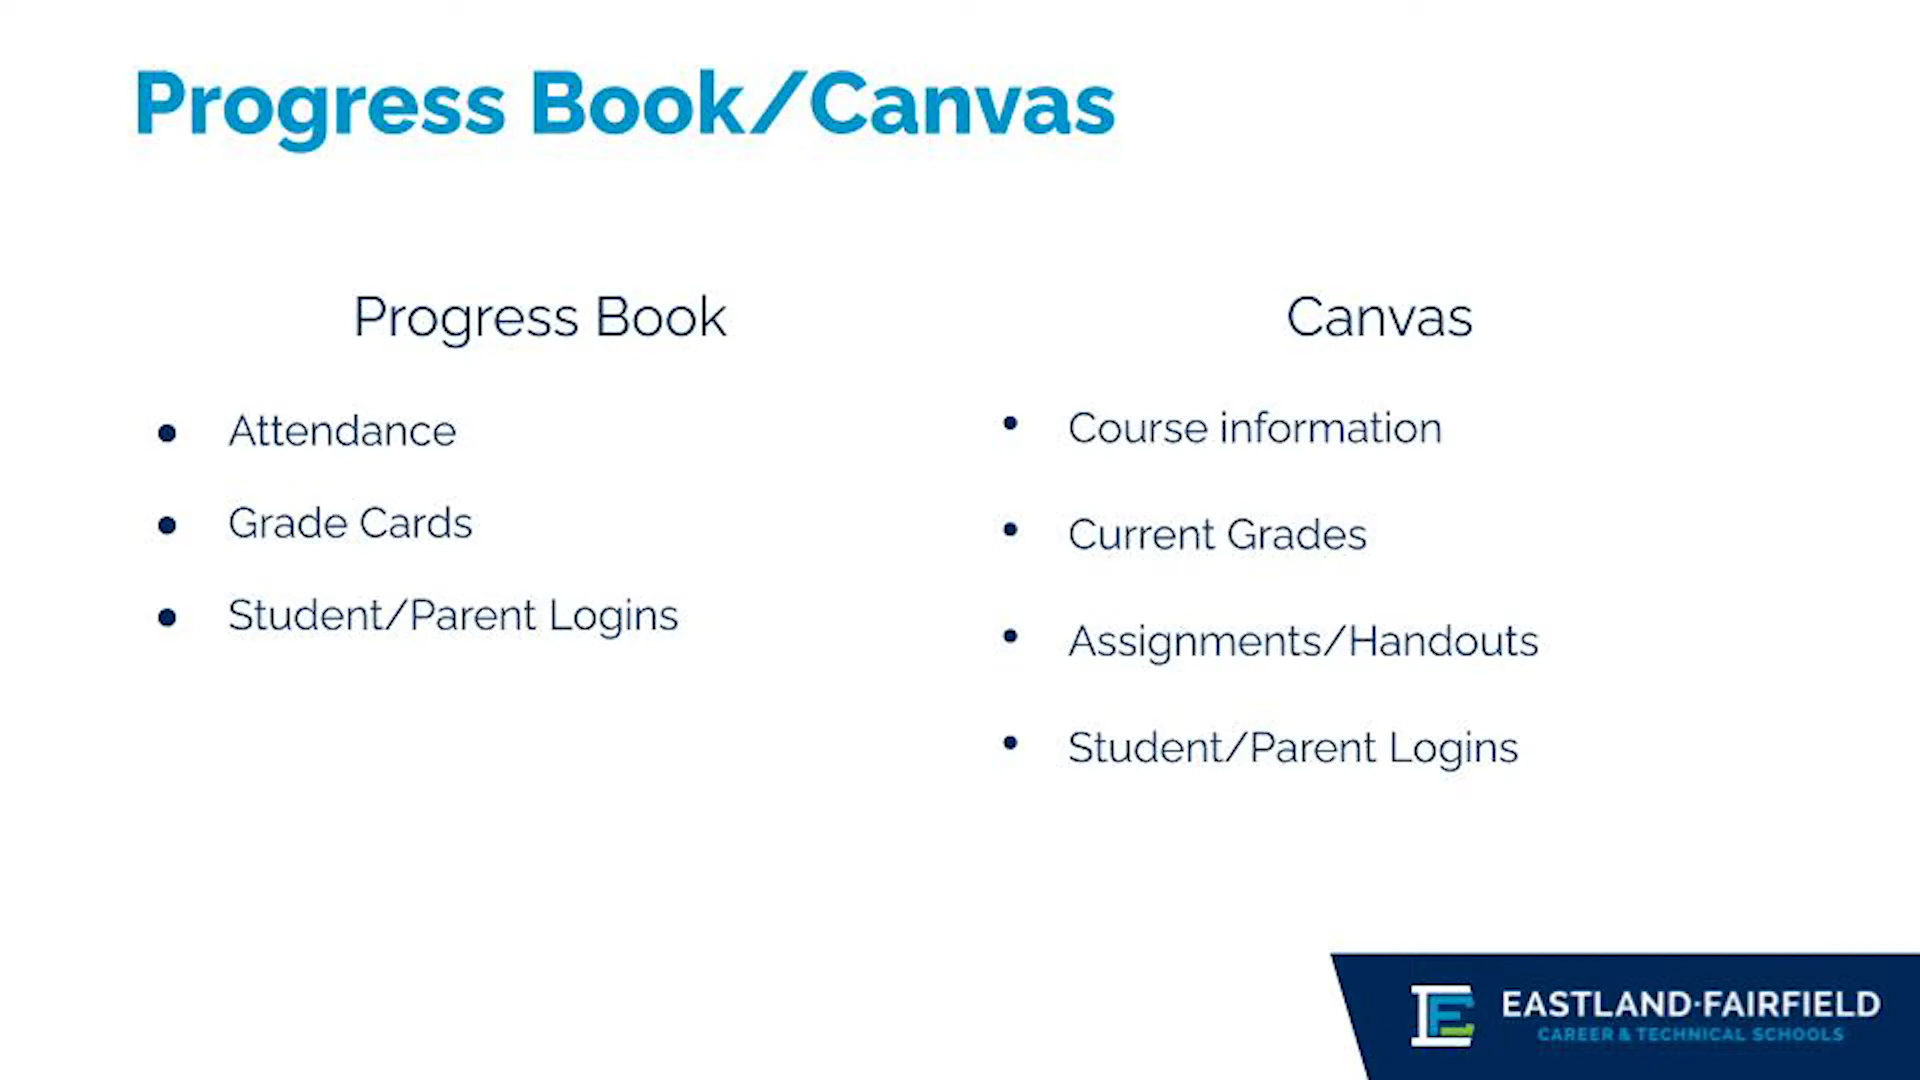 Progress Book/Canvas
Progress Book
• Attendance
• Grade Cards
• Student/Parent Logins
Canvas
• Course information
• Current Grades
• Assignments/Handouts
• Student/Parent Logins
EASTLAND·FAIRFIELD
CAREER & TECHNICAL SCHOOLS